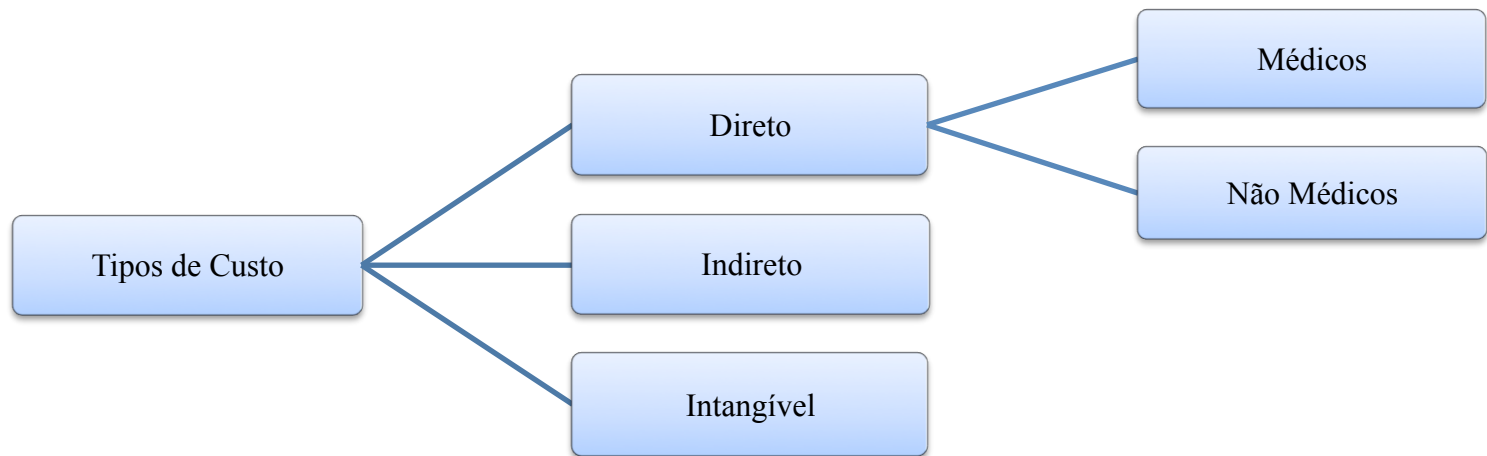 Tipos de Custo
Direto
Médicos
Não Médicos
Indireto
Intangível